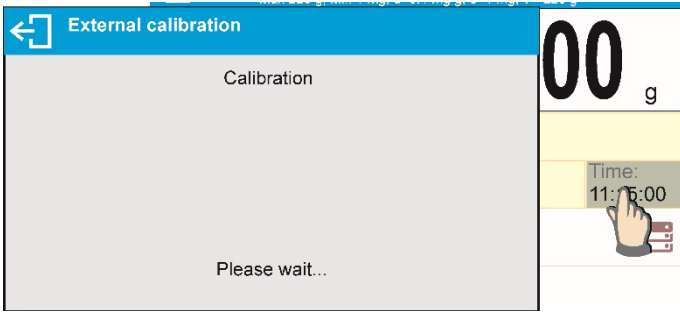 External calibration
Calibration
Please wait...
00
g
Time: